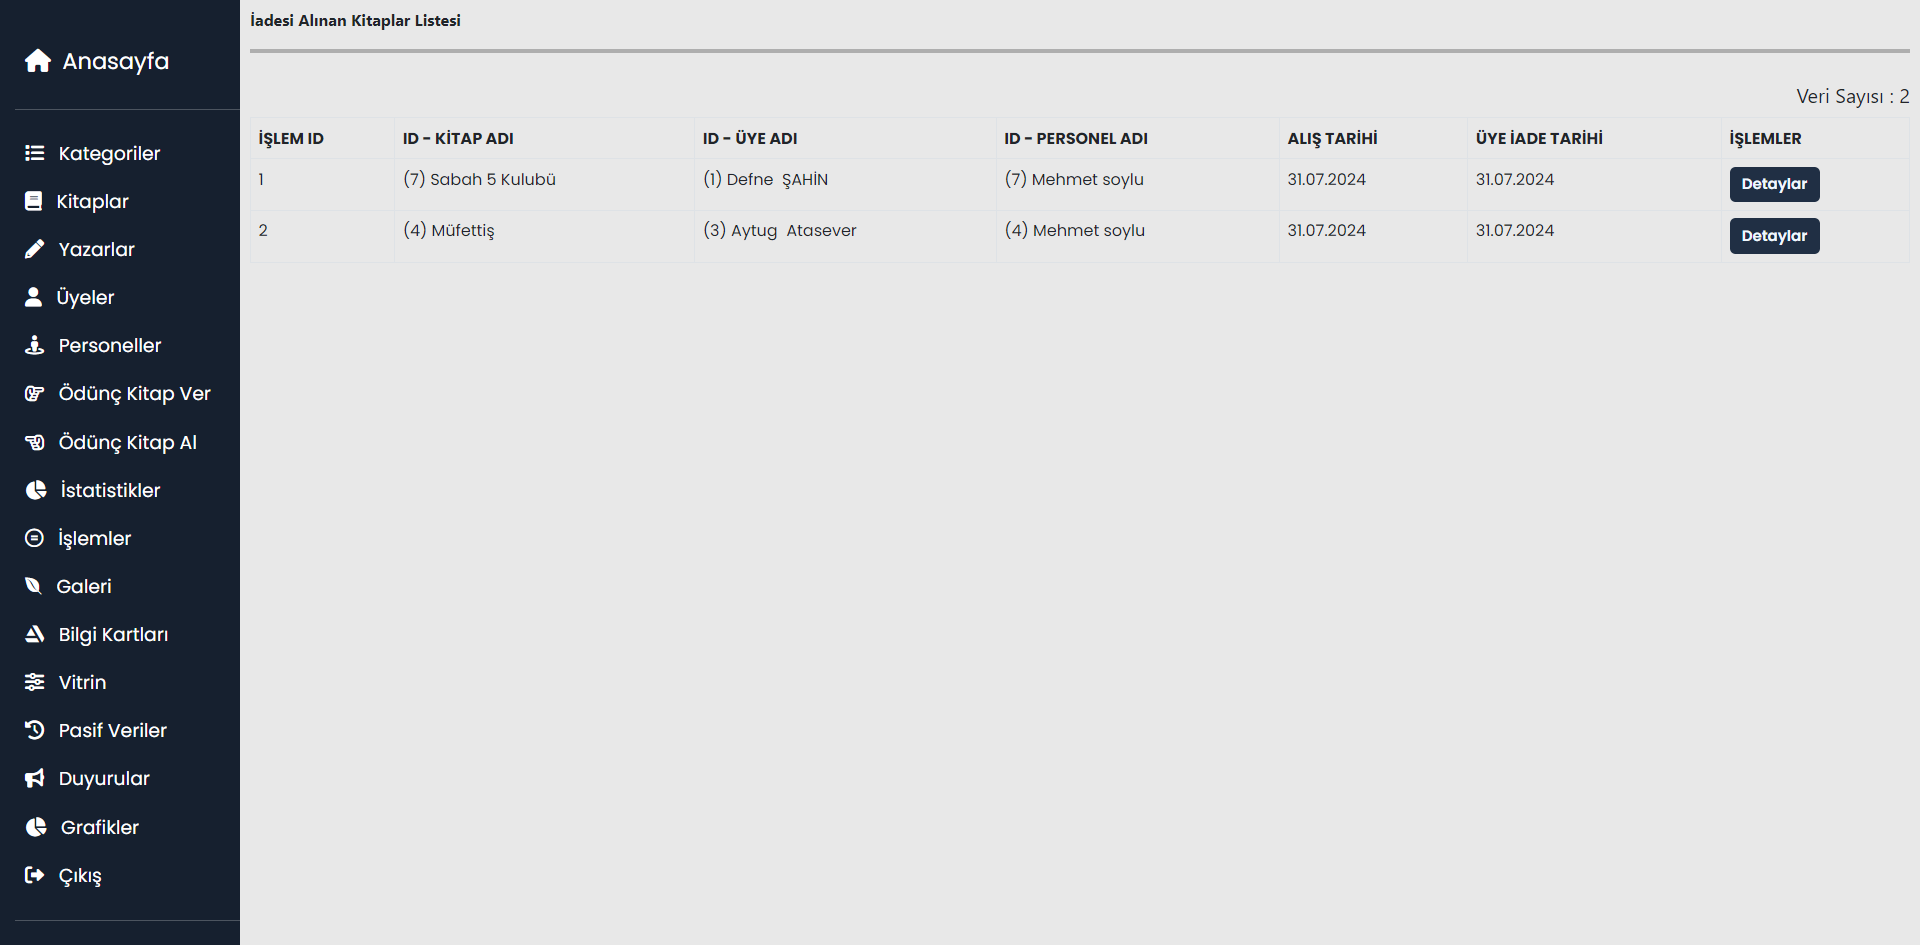 Anasayfa
Kategoriler
Kitaplar
Yazarlar
Üyeler
Personeller
Ödünç Kitap Ver
Ödünç Kitap Al
İstatistikler
İşlemler
Galeri
Bilgi Kartları
Vitrin
Pasif Veriler
Duyurular
Grafikler
Çıkış
İadesi Alınan Kitaplar Listesi
Veri Sayısı : 2
İŞLEM ID ID - KİTAP ADI ID - ÜYE ADI ID - PERSONEL ADI ALIŞ TARİHİ ÜYE İADE TARİHİ İŞLEMLER
1 (7) Sabah 5 Kulubü (1) Defne ŞAHİN (7) Mehmet soylu 31.07.2024 31.07.2024 Detaylar
2 (4) Müfettiş (3) Aytug Atasever (4) Mehmet soylu 31.07.2024 31.07.2024 Detaylar